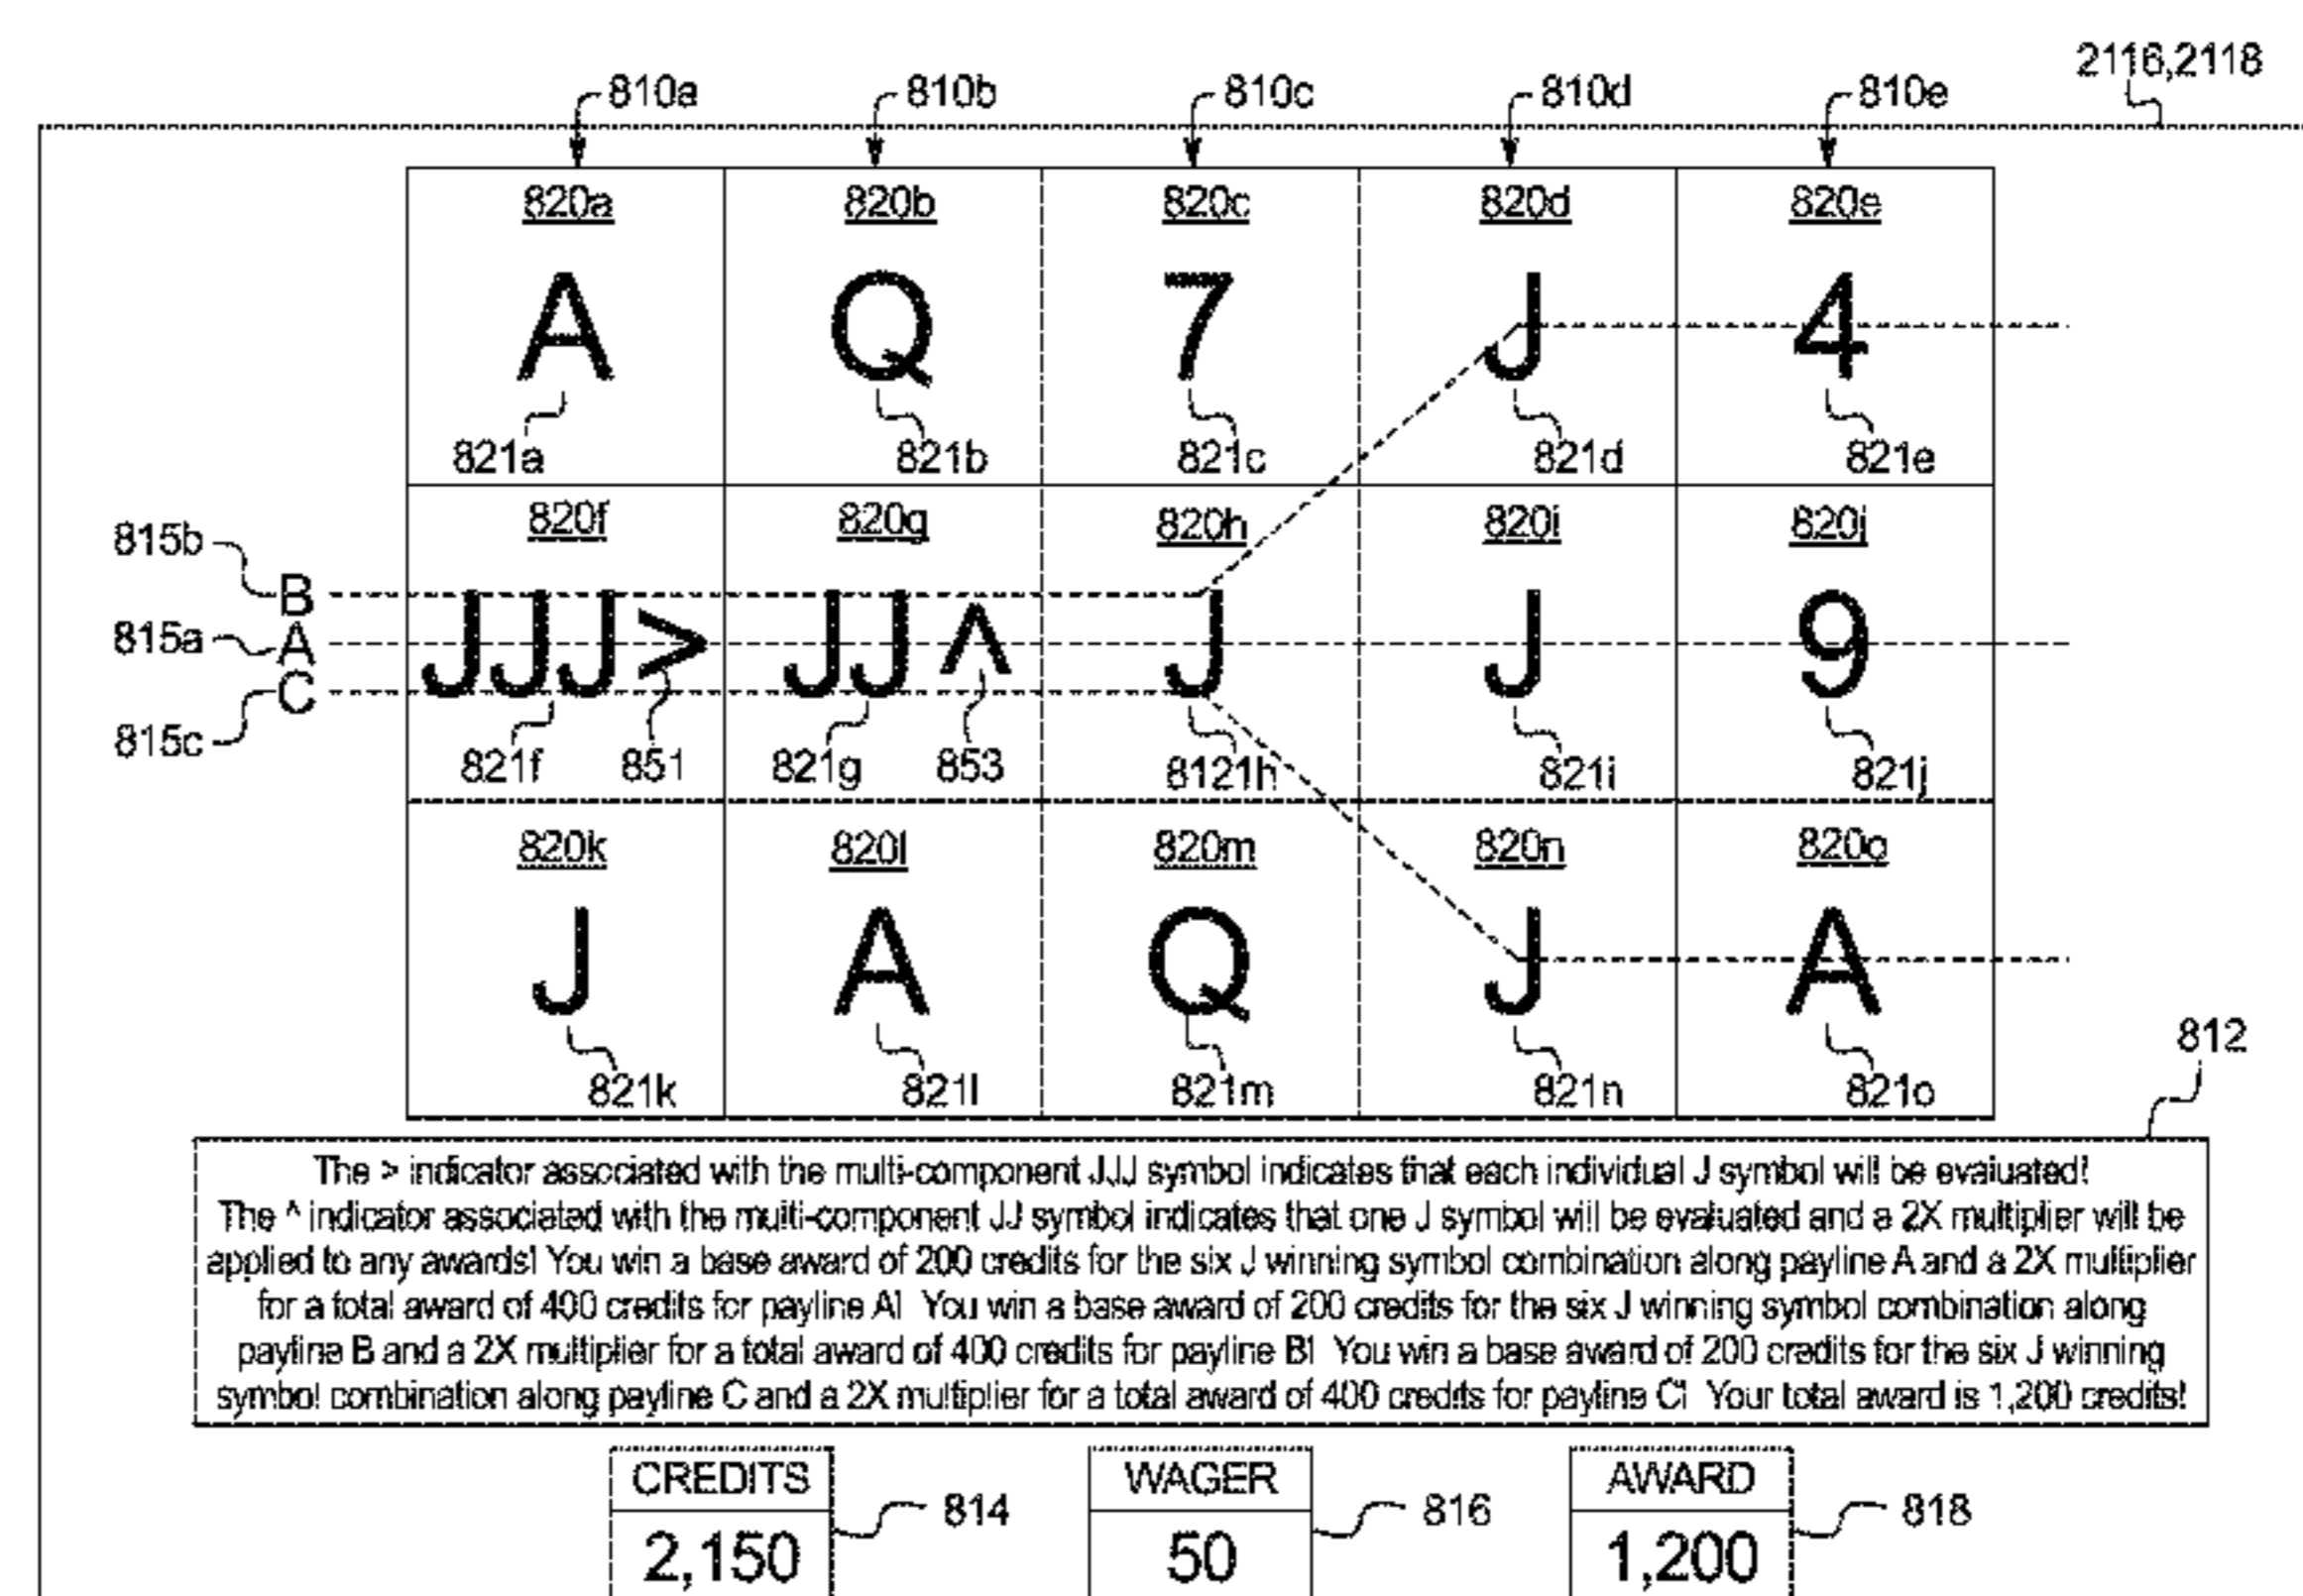 2116,2118
810a 810b 810c 810d 810e
820a 820b 820c 820d 820e
A Q 7 J 4
821a 821b 821c 821d 821e
820f 820g 820h 820i 820j
815b
B
815a A JJJ> JJ ^ J J 9
C
815c
821f 851 821g 853 8121h 821i 821j
820k 820l 820m 820n 820o
J A Q J A
821k 821l 821m 821n 821o
812
The > indicator associated with the multi-component JJJ symbol indicates that each individual J symbol will be evaluated!
The ^ indicator associated with the multi-component JJ symbol indicates that one J symbol will be evaluated and a 2X multiplier will be
applied to any awards! You win a base award of 200 credits for the six J winning symbol combination along payline A and a 2X multiplier
for a total award of 400 credits for payline A! You win a base award of 200 credits for the six J winning symbol combination along
payline B and a 2X multiplier for a total award of 400 credits for payline B! You win a base award of 200 credits for the six J winning
symbol combination along payline C and a 2X multiplier for a total award of 400 credits for payline C! Your total award is 1,200 credits!
CREDITS WAGER AWARD
814 816 818
2,150 50 1,200